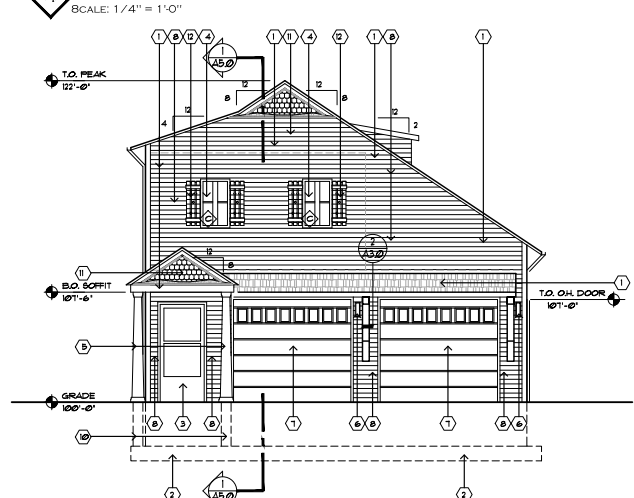 SCALE: 1/4" = 1'-0"
1 8 12 4 1 11 4 12 1 8 1
1
A5.0
T.O. PEAK
122'-0"
12
8
12
8
12
4
12
2
C
C
2
A3.0
12
8
11
B.O. SOFFIT
107'-6"
1
T.O. O.H. DOOR
107'-0"
5
GRADE
100'-0"
8 3 8 7 6 8 7 8 6
10
2
1
A5.0
2